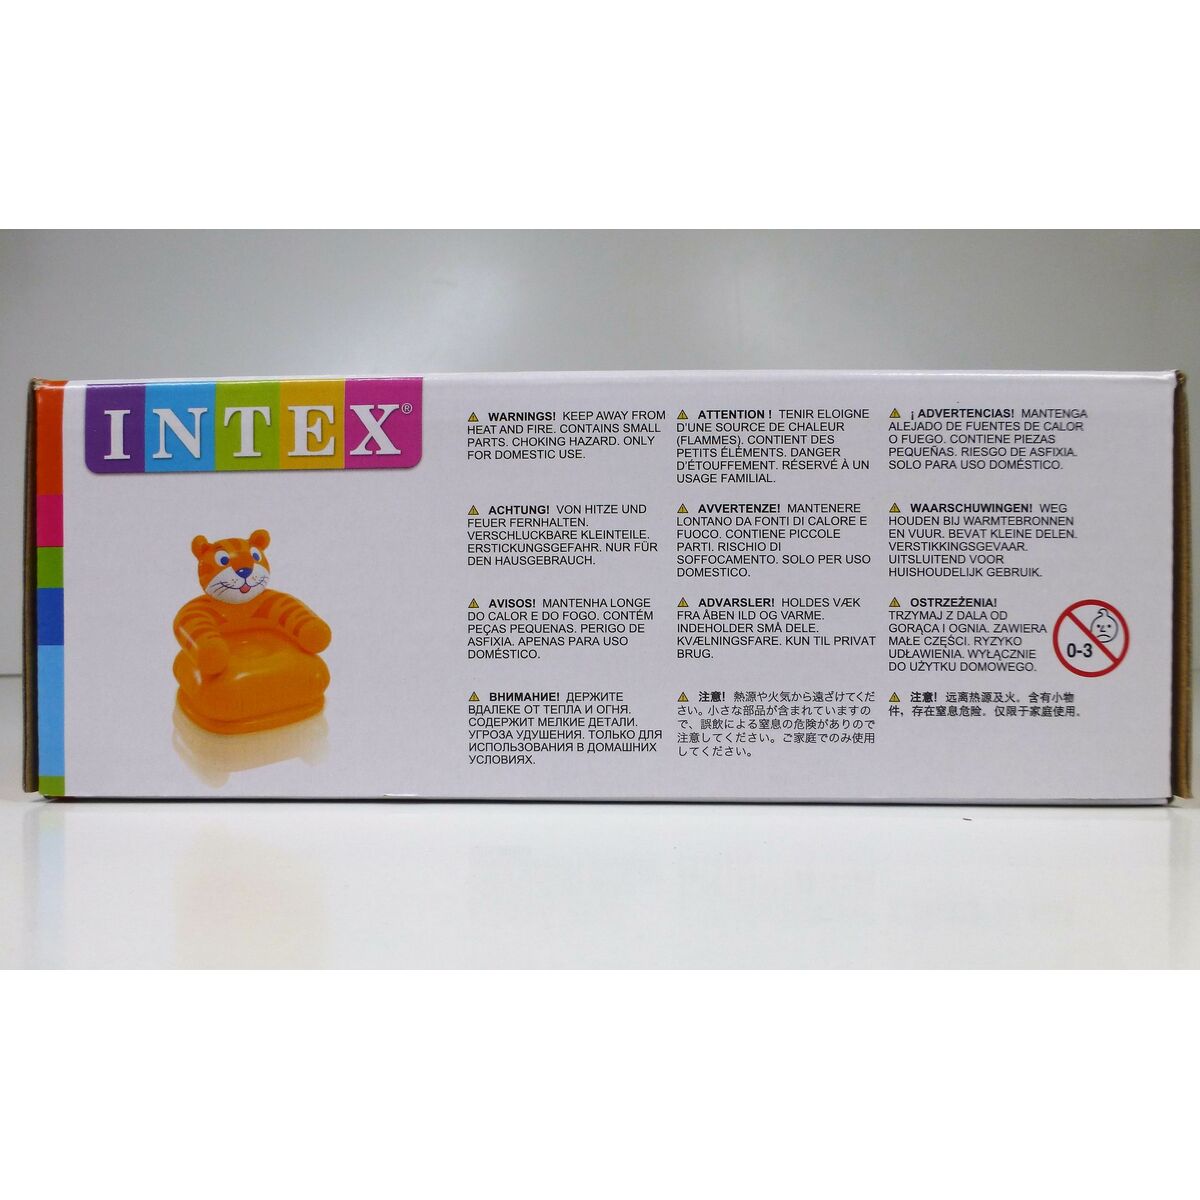 INTEX®
⚠ WARNINGS! KEEP AWAY FROM
HEAT AND FIRE. CONTAINS SMALL
PARTS. CHOKING HAZARD. ONLY
FOR DOMESTIC USE.
⚠ ATTENTION ! TENIR ELOIGNE
D'UNE SOURCE DE CHALEUR
(FLAMMES). CONTIENT DES
PETITS ÉLÉMENTS. DANGER
D'ÉTOUFFEMENT. RÉSERVÉ À UN
USAGE FAMILIAL.
⚠ ¡ ADVERTENCIAS! MANTENGA
ALEJADO DE FUENTES DE CALOR
O FUEGO. CONTIENE PIEZAS
PEQUEÑAS. RIESGO DE ASFIXIA.
SOLO PARA USO DOMÉSTICO.
⚠ ACHTUNG! VON HITZE UND
FEUER FERNHALTEN.
VERSCHLUCKBARE KLEINTEILE.
ERSTICKUNGSGEFAHR. NUR FÜR
DEN HAUSGEBRAUCH.
⚠ AVVERTENZE! MANTENERE
LONTANO DA FONTI DI CALORE E
FUOCO. CONTIENE PICCOLE
PARTI. RISCHIO DI
SOFFOCAMENTO. SOLO PER USO
DOMESTICO.
⚠ WAARSCHUWINGEN! WEG
HOUDEN BIJ WARMTEBRONNEN
EN VUUR. BEVAT KLEINE DELEN.
VERSTIKKINGSGEVAAR.
UITSLUITEND VOOR
HUISHOUDELIJK GEBRUIK.
⚠ AVISOS! MANTENHA LONGE
DO CALOR E DO FOGO. CONTÉM
PEÇAS PEQUENAS. PERIGO DE
ASFIXIA. APENAS PARA USO
DOMÉSTICO.
⚠ ADVARSLER! HOLDES VÆK
FRA ÅBEN ILD OG VARME.
INDEHOLDER SMÅ DELE.
KVÆLNINGSFARE. KUN TIL PRIVAT
BRUG.
⚠ OSTRZEŻENIA!
TRZYMAJ Z DALA OD
GORĄCA I OGNIA. ZAWIERA
MAŁE CZĘŚCI. RYZYKO
UDŁAWIENIA. WYŁĄCZNIE
DO UŻYTKU DOMOWEGO.
0-3
⚠ ВНИМАНИЕ! ДЕРЖИТЕ
ВДАЛЕКЕ ОТ ТЕПЛА И ОГНЯ.
СОДЕРЖИТ МЕЛКИЕ ДЕТАЛИ.
УГРОЗА УДУШЕНИЯ. ТОЛЬКО ДЛЯ
ИСПОЛЬЗОВАНИЯ В ДОМАШНИХ
УСЛОВИЯХ.
⚠ 注意! 熱源や火気から遠ざけてくだ
さい。小さな部品が含まれていますの
で、誤飲による窒息の危険がありので
注意してください。ご家庭でのみ使用
してください。
⚠ 注意! 远离热源及火。含有小物
件，存在窒息危险。仅限于家庭使用。